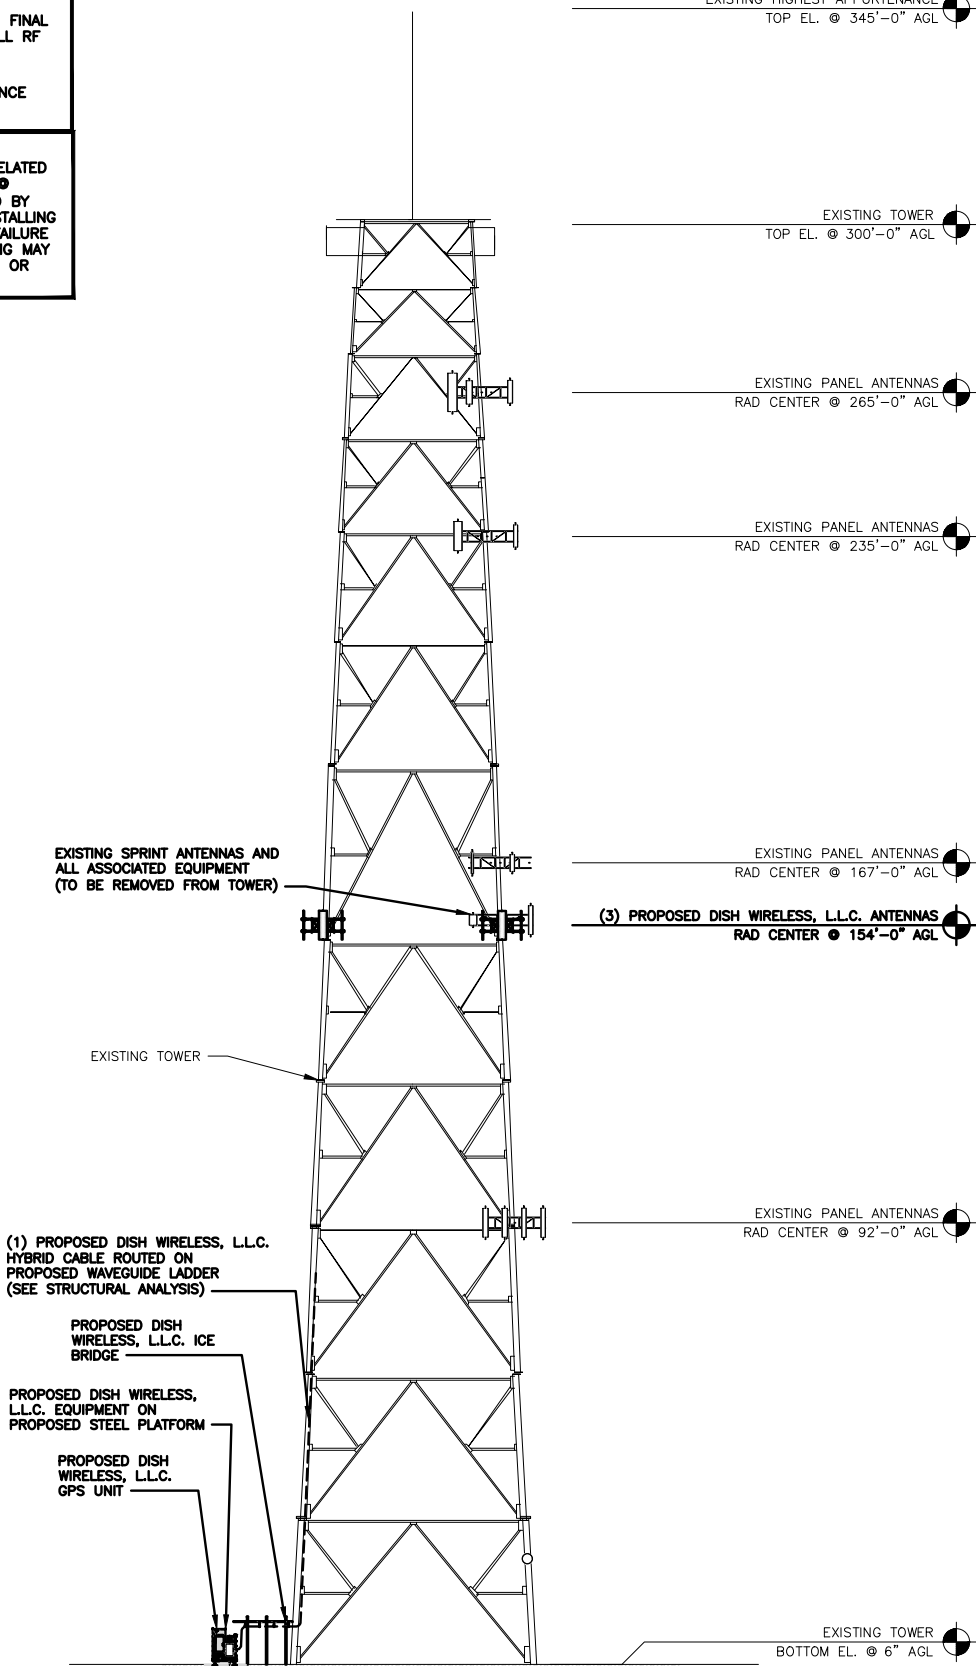 FINAL
LL RF
NCE
ELATED
BY
STALLING
AILURE
G MAY
OR
EXISTING HIGHEST APPURTENANCE
TOP EL. @ 345'-0" AGL
EXISTING TOWER
TOP EL. @ 300'-0" AGL
EXISTING PANEL ANTENNAS
RAD CENTER @ 265'-0" AGL
EXISTING PANEL ANTENNAS
RAD CENTER @ 235'-0" AGL
EXISTING SPRINT ANTENNAS AND
ALL ASSOCIATED EQUIPMENT
(TO BE REMOVED FROM TOWER)
EXISTING PANEL ANTENNAS
RAD CENTER @ 167'-0" AGL
(3) PROPOSED DISH WIRELESS, L.L.C. ANTENNAS
RAD CENTER @ 154'-0" AGL
EXISTING TOWER
EXISTING PANEL ANTENNAS
RAD CENTER @ 92'-0" AGL
(1) PROPOSED DISH WIRELESS, L.L.C.
HYBRID CABLE ROUTED ON
PROPOSED WAVEGUIDE LADDER
(SEE STRUCTURAL ANALYSIS)
PROPOSED DISH
WIRELESS, L.L.C. ICE
BRIDGE
PROPOSED DISH WIRELESS,
L.L.C. EQUIPMENT ON
PROPOSED STEEL PLATFORM
PROPOSED DISH
WIRELESS, L.L.C.
GPS UNIT
EXISTING TOWER
BOTTOM EL. @ 6" AGL